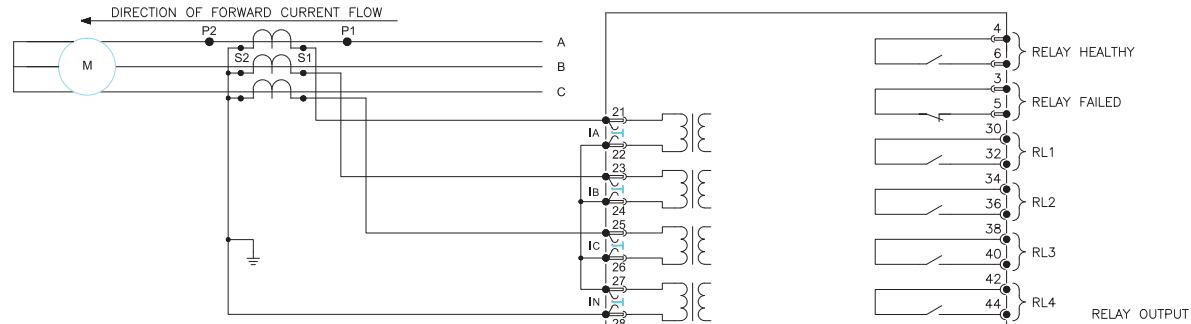 DIRECTION OF FORWARD CURRENT FLOW
P2
P1
A
S2
S1
M
B
C
21
IA
22
23
IB
24
25
IC
26
27
IN
28
4
RELAY HEALTHY
6
3
RELAY FAILED
5
30
RL1
32
34
RL2
36
38
RL3
40
42
RL4
44
RELAY OUTPUT